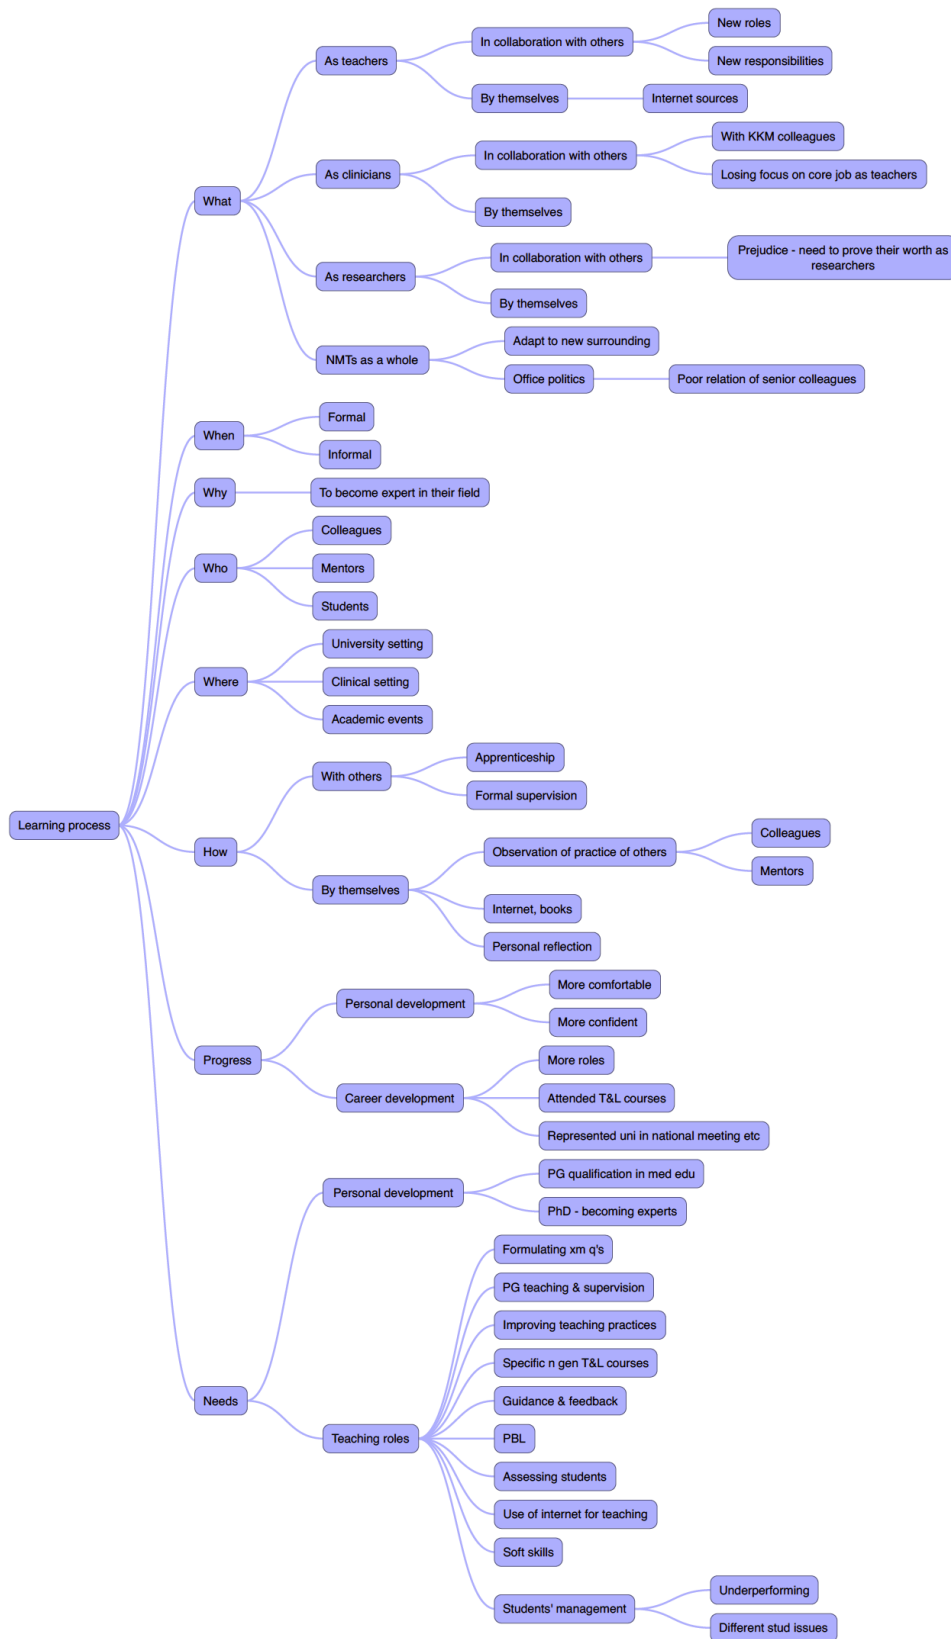 Learning process
What
As teachers
In collaboration with others
New roles
New responsibilities
By themselves
Internet sources
As clinicians
In collaboration with others
With KKM colleagues
Losing focus on core job as teachers
By themselves
As researchers
In collaboration with others
Prejudice - need to prove their worth as
researchers
By themselves
NMTs as a whole
Adapt to new surrounding
Office politics
Poor relation of senior colleagues
When
Formal
Informal
Why
To become expert in their field
Who
Colleagues
Mentors
Students
Where
University setting
Clinical setting
Academic events
How
With others
Apprenticeship
Formal supervision
By themselves
Observation of practice of others
Colleagues
Mentors
Internet, books
Personal reflection
Progress
Personal development
More comfortable
More confident
Career development
More roles
Attended T&L courses
Represented uni in national meeting etc
Needs
Personal development
PG qualification in med edu
PhD - becoming experts
Teaching roles
Formulating xm q's
PG teaching & supervision
Improving teaching practices
Specific n gen T&L courses
Guidance & feedback
PBL
Assessing students
Use of internet for teaching
Soft skills
Students' management
Underperforming
Different stud issues